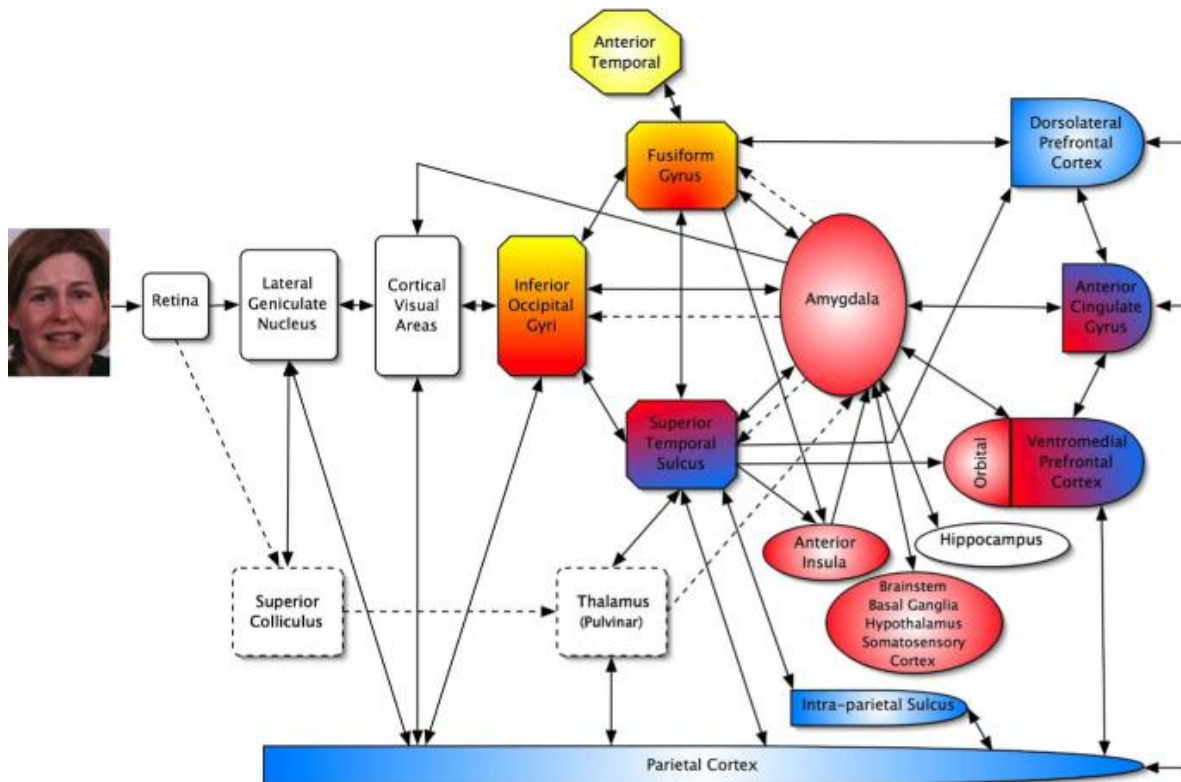 Anterior
Temporal
Dorsolateral
Prefrontal
Cortex
Fusiform
Gyrus
Retina
Lateral
Geniculate
Nucleus
Cortical
Visual
Areas
Inferior
Occipital
Gyri
Amygdala
Anterior
Cingulate
Gyrus
Superior
Temporal
Sulcus
Orbital
Ventromedial
Prefrontal
Cortex
Anterior
Insula
Hippocampus
Superior
Colliculus
Thalamus
(Pulvinar)
Brainstem
Basal Ganglia
Hypothalamus
Somatosensory
Cortex
Intra-parietal Sulcus
Parietal Cortex